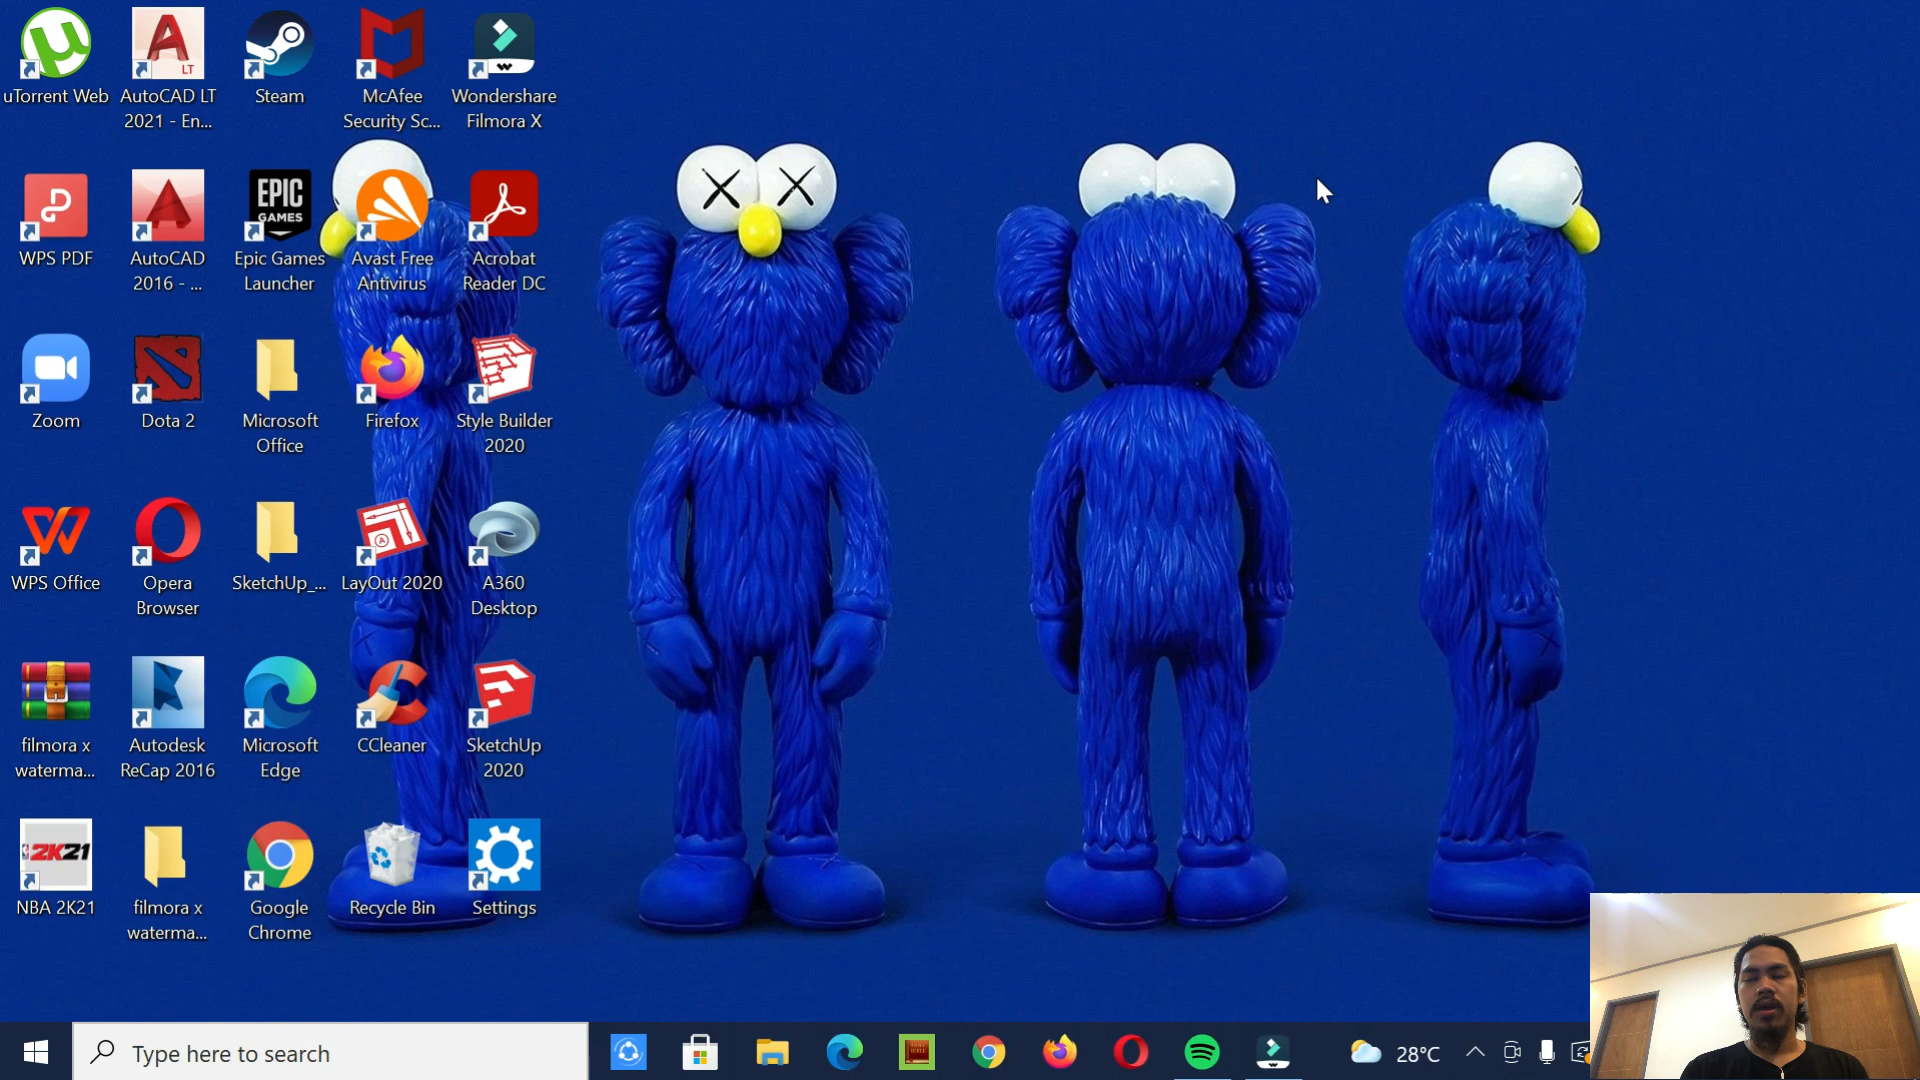 uTorrent Web
AutoCAD LT
2021 - En...
Steam
McAfee
Security Sc...
Wondershare
Filmora X
WPS PDF
AutoCAD
2016 - ...
EPIC
GAMES
Epic Games
Launcher
Avast Free
Antivirus
Acrobat
Reader DC
Zoom
Dota 2
Microsoft
Office
Firefox
Style Builder
2020
WPS Office
Opera
Browser
SketchUp_...
LayOut 2020
A360
Desktop
filmora x
waterma...
Autodesk
ReCap 2016
Microsoft
Edge
CCleaner
SketchUp
2020
2K21
NBA 2K21
filmora x
waterma...
Google
Chrome
Recycle Bin
Settings
Type here to search
28°C